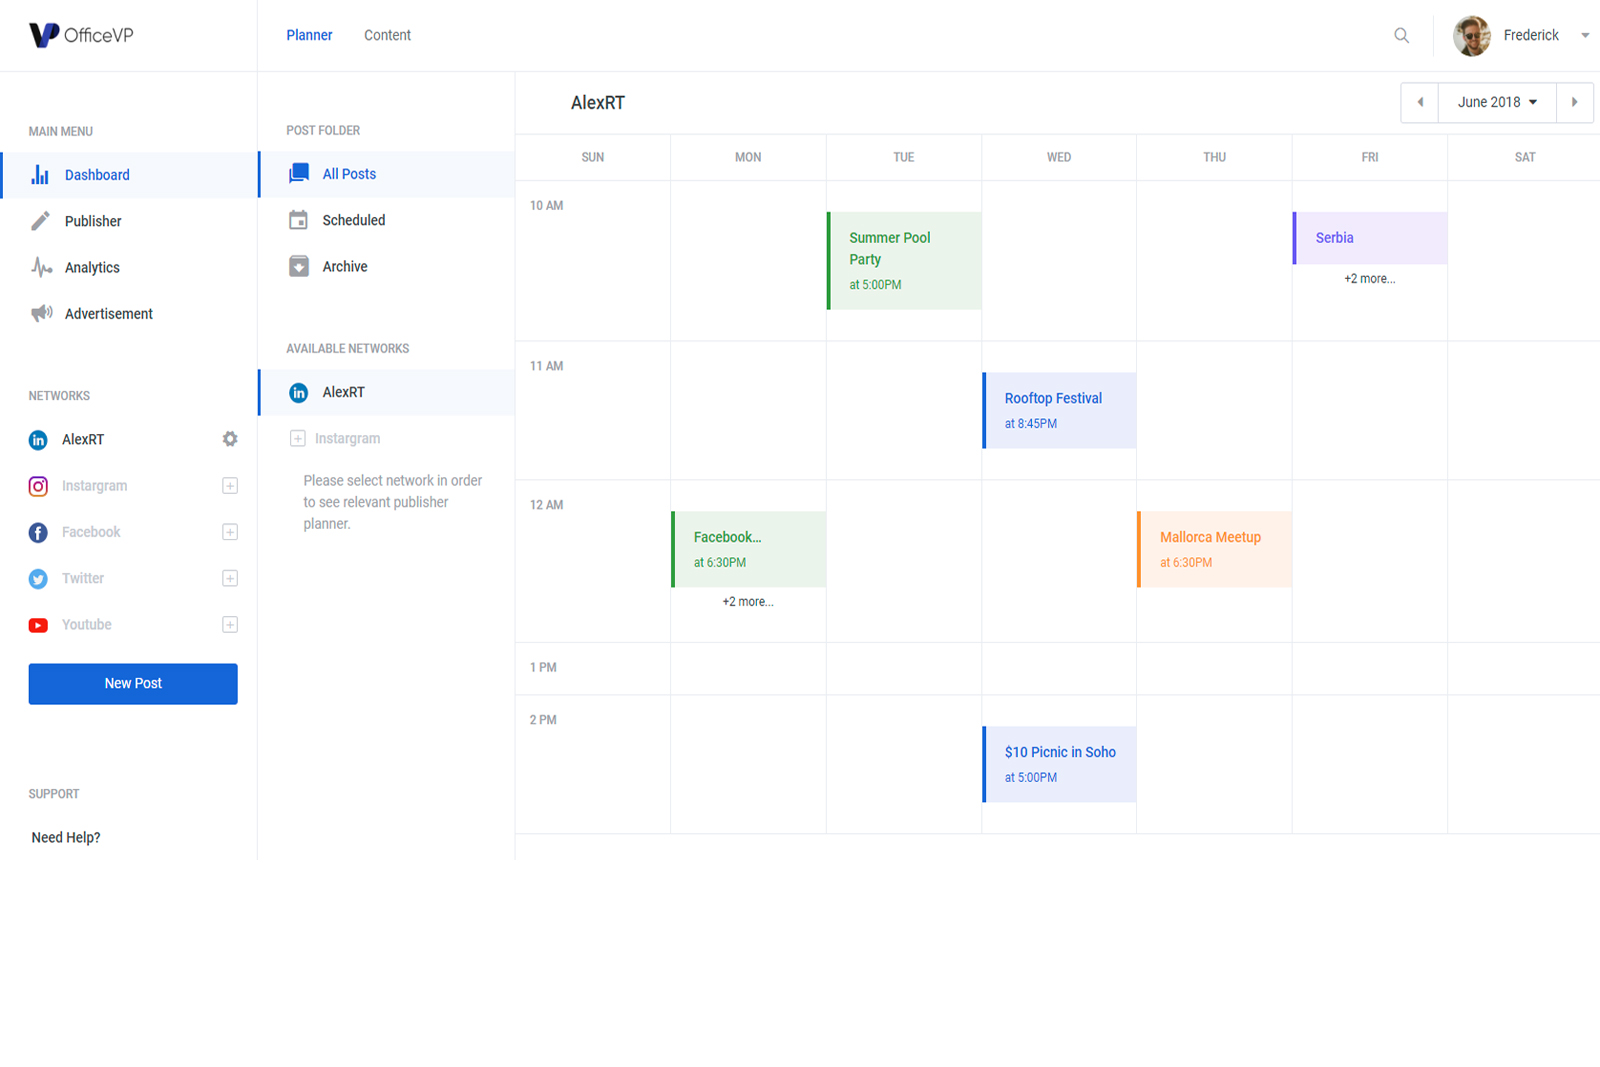 OfficeVP
Planner
Content
Frederick
MAIN MENU
Dashboard
Publisher
Analytics
Advertisement
NETWORKS
AlexRT
Instargram
Facebook
Twitter
Youtube
New Post
SUPPORT
Need Help?
POST FOLDER
All Posts
Scheduled
Archive
AVAILABLE NETWORKS
AlexRT
Instargram
Please select network in order
to see relevant publisher
planner.
AlexRT
June 2018
SUN MON TUE WED THU FRI SAT
10 AM
Summer Pool
Party
at 5:00PM
Serbia
+2 more...
11 AM
Rooftop Festival
at 8:45PM
12 AM
Facebook...
at 6:30PM
+2 more...
Mallorca Meetup
at 6:30PM
1 PM
2 PM
$10 Picnic in Soho
at 5:00PM